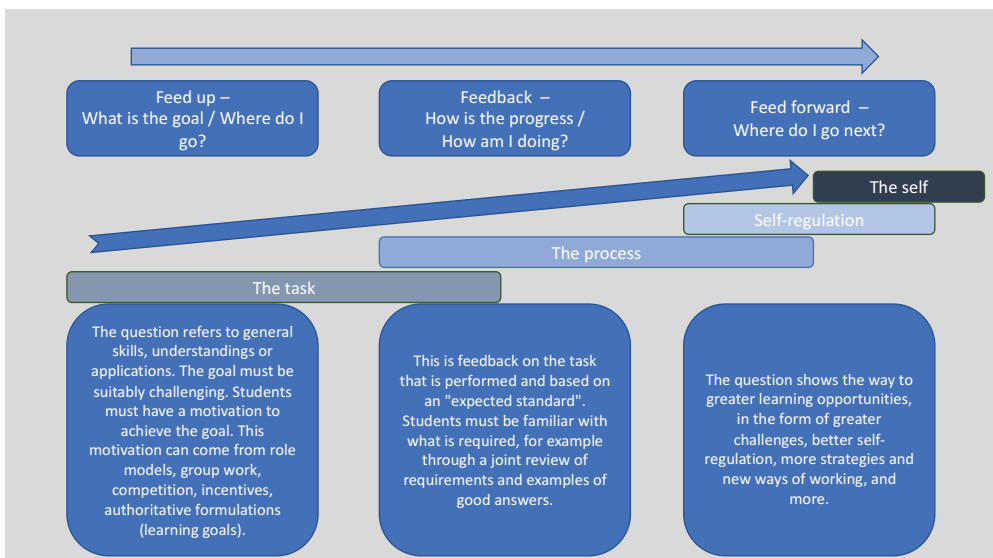 Feed up –
What is the goal / Where do I
go?
Feedback –
How is the progress /
How am I doing?
Feed forward –
Where do I go next?
The self
Self-regulation
The process
The task
The question refers to general
skills, understandings or
applications. The goal must be
suitably challenging. Students
must have a motivation to
achieve the goal. This
motivation can come from role
models, group work,
competition, incentives,
authoritative formulations
(learning goals).
This is feedback on the task
that is performed and based on
an "expected standard".
Students must be familiar with
what is required, for example
through a joint review of
requirements and examples of
good answers.
The question shows the way to
greater learning opportunities,
in the form of greater
challenges, better self-
regulation, more strategies and
new ways of working, and
more.